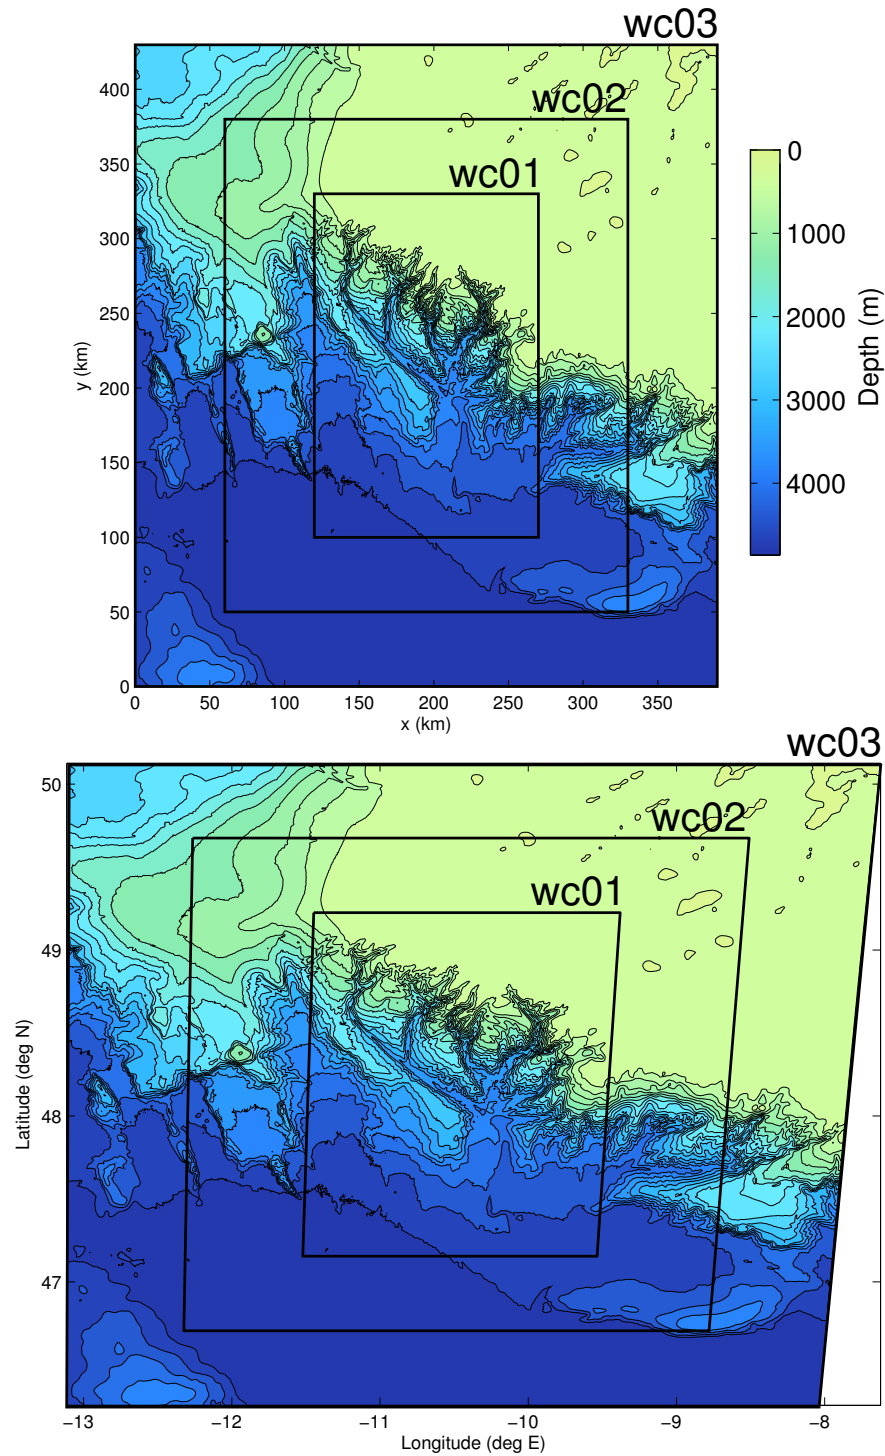 wc03
wc02
wc01
400
350
300
250
200
150
100
50
0
y (km)
0 50 100 150 200 250 300 350
x (km)
0
1000
2000
3000
4000
Depth (m)
wc03
wc02
wc01
50
49
48
47
Latitude (deg N)
−13 −12 −11 −10 −9 −8
Longitude (deg E)